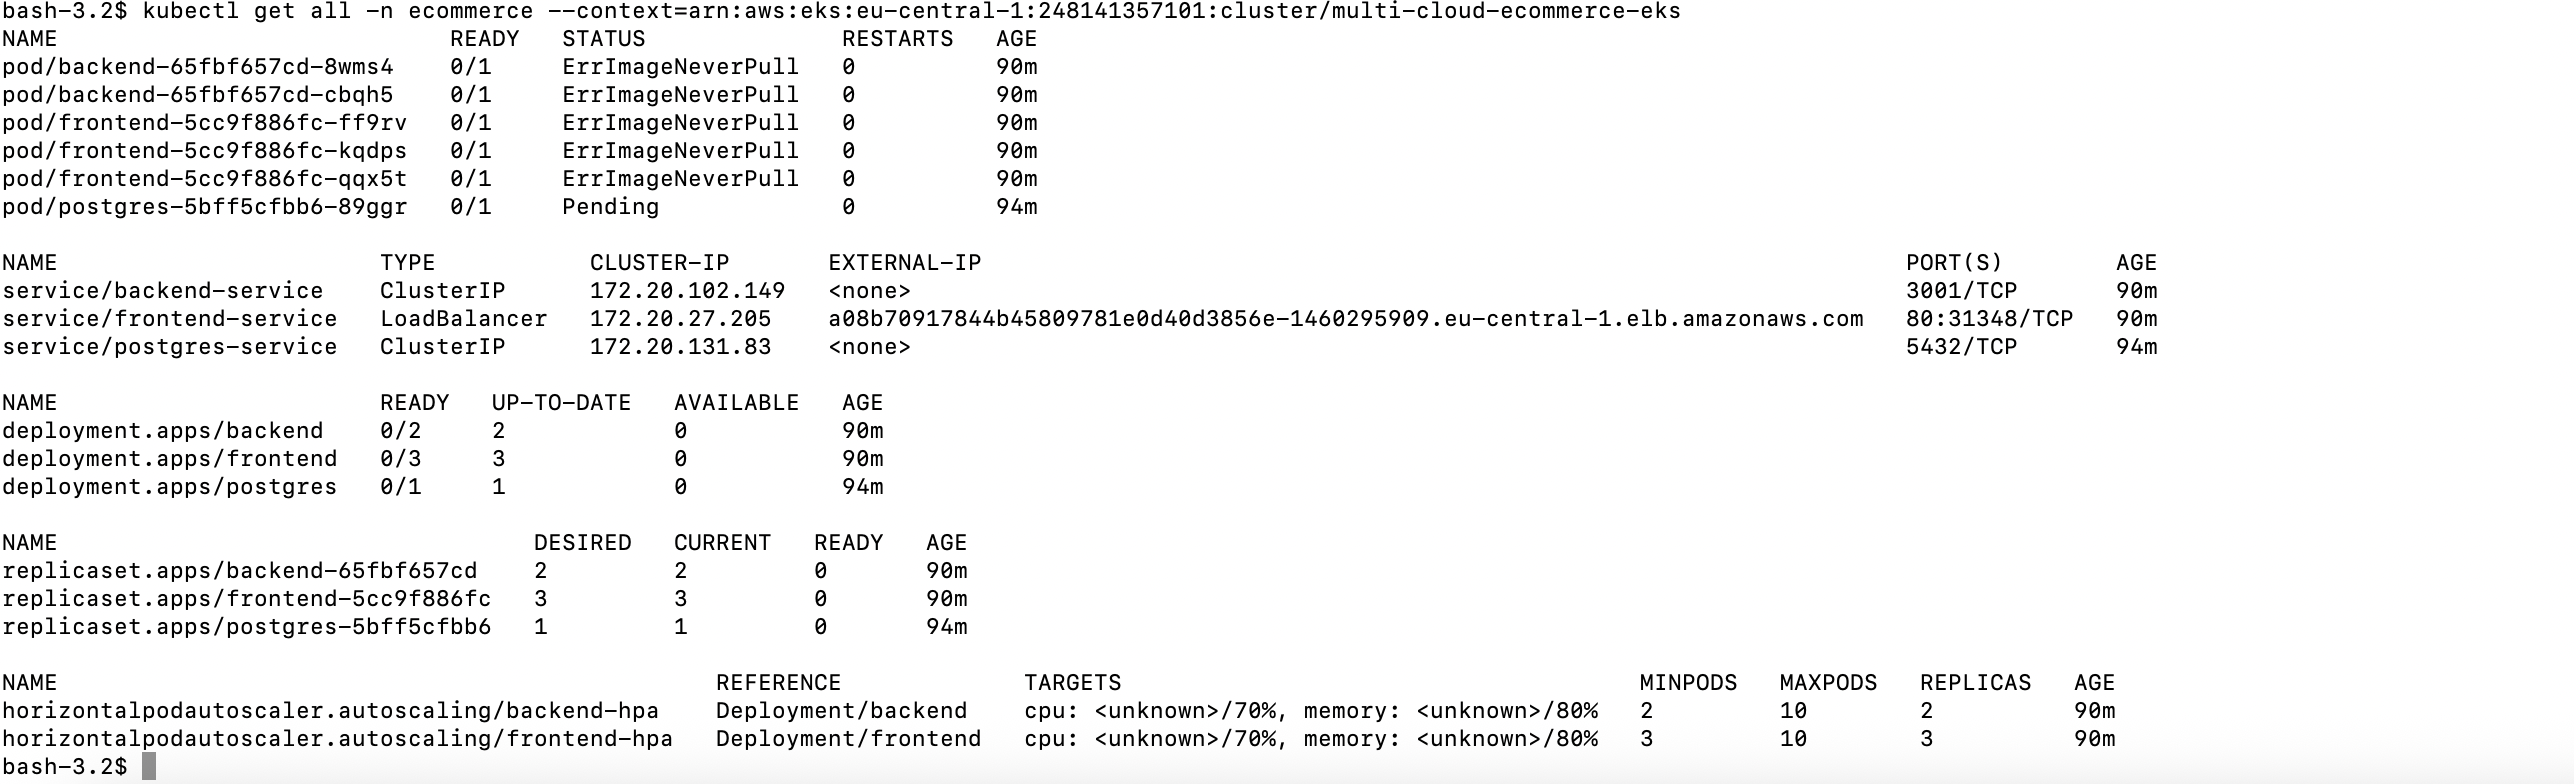 bash-3.2$ kubectl get all -n ecommerce --context=arn:aws:eks:eu-central-1:248141357101:cluster/multi-cloud-ecommerce-eks
NAME READY STATUS RESTARTS AGE
pod/backend-65fbf657cd-8wms4 0/1 ErrImageNeverPull 0 90m
pod/backend-65fbf657cd-cbqh5 0/1 ErrImageNeverPull 0 90m
pod/frontend-5cc9f886fc-ff9rv 0/1 ErrImageNeverPull 0 90m
pod/frontend-5cc9f886fc-kqdps 0/1 ErrImageNeverPull 0 90m
pod/frontend-5cc9f886fc-qqx5t 0/1 ErrImageNeverPull 0 90m
pod/postgres-5bff5cfbb6-89ggr 0/1 Pending 0 94m
NAME TYPE CLUSTER-IP EXTERNAL-IP PORT(S) AGE
service/backend-service ClusterIP 172.20.102.149 <none> 3001/TCP 90m
service/frontend-service LoadBalancer 172.20.27.205 a08b70917844b45809781e0d40d3856e-1460295909.eu-central-1.elb.amazonaws.com 80:31348/TCP 90m
service/postgres-service ClusterIP 172.20.131.83 <none> 5432/TCP 94m
NAME READY UP-TO-DATE AVAILABLE AGE
deployment.apps/backend 0/2 2 0 90m
deployment.apps/frontend 0/3 3 0 90m
deployment.apps/postgres 0/1 1 0 94m
NAME DESIRED CURRENT READY AGE
replicaset.apps/backend-65fbf657cd 2 2 0 90m
replicaset.apps/frontend-5cc9f886fc 3 3 0 90m
replicaset.apps/postgres-5bff5cfbb6 1 1 0 94m
NAME REFERENCE TARGETS MINPODS MAXPODS REPLICAS AGE
horizontalpodautoscaler.autoscaling/backend-hpa Deployment/backend cpu: <unknown>/70%, memory: <unknown>/80% 2 10 2 90m
horizontalpodautoscaler.autoscaling/frontend-hpa Deployment/frontend cpu: <unknown>/70%, memory: <unknown>/80% 3 10 3 90m
bash-3.2$